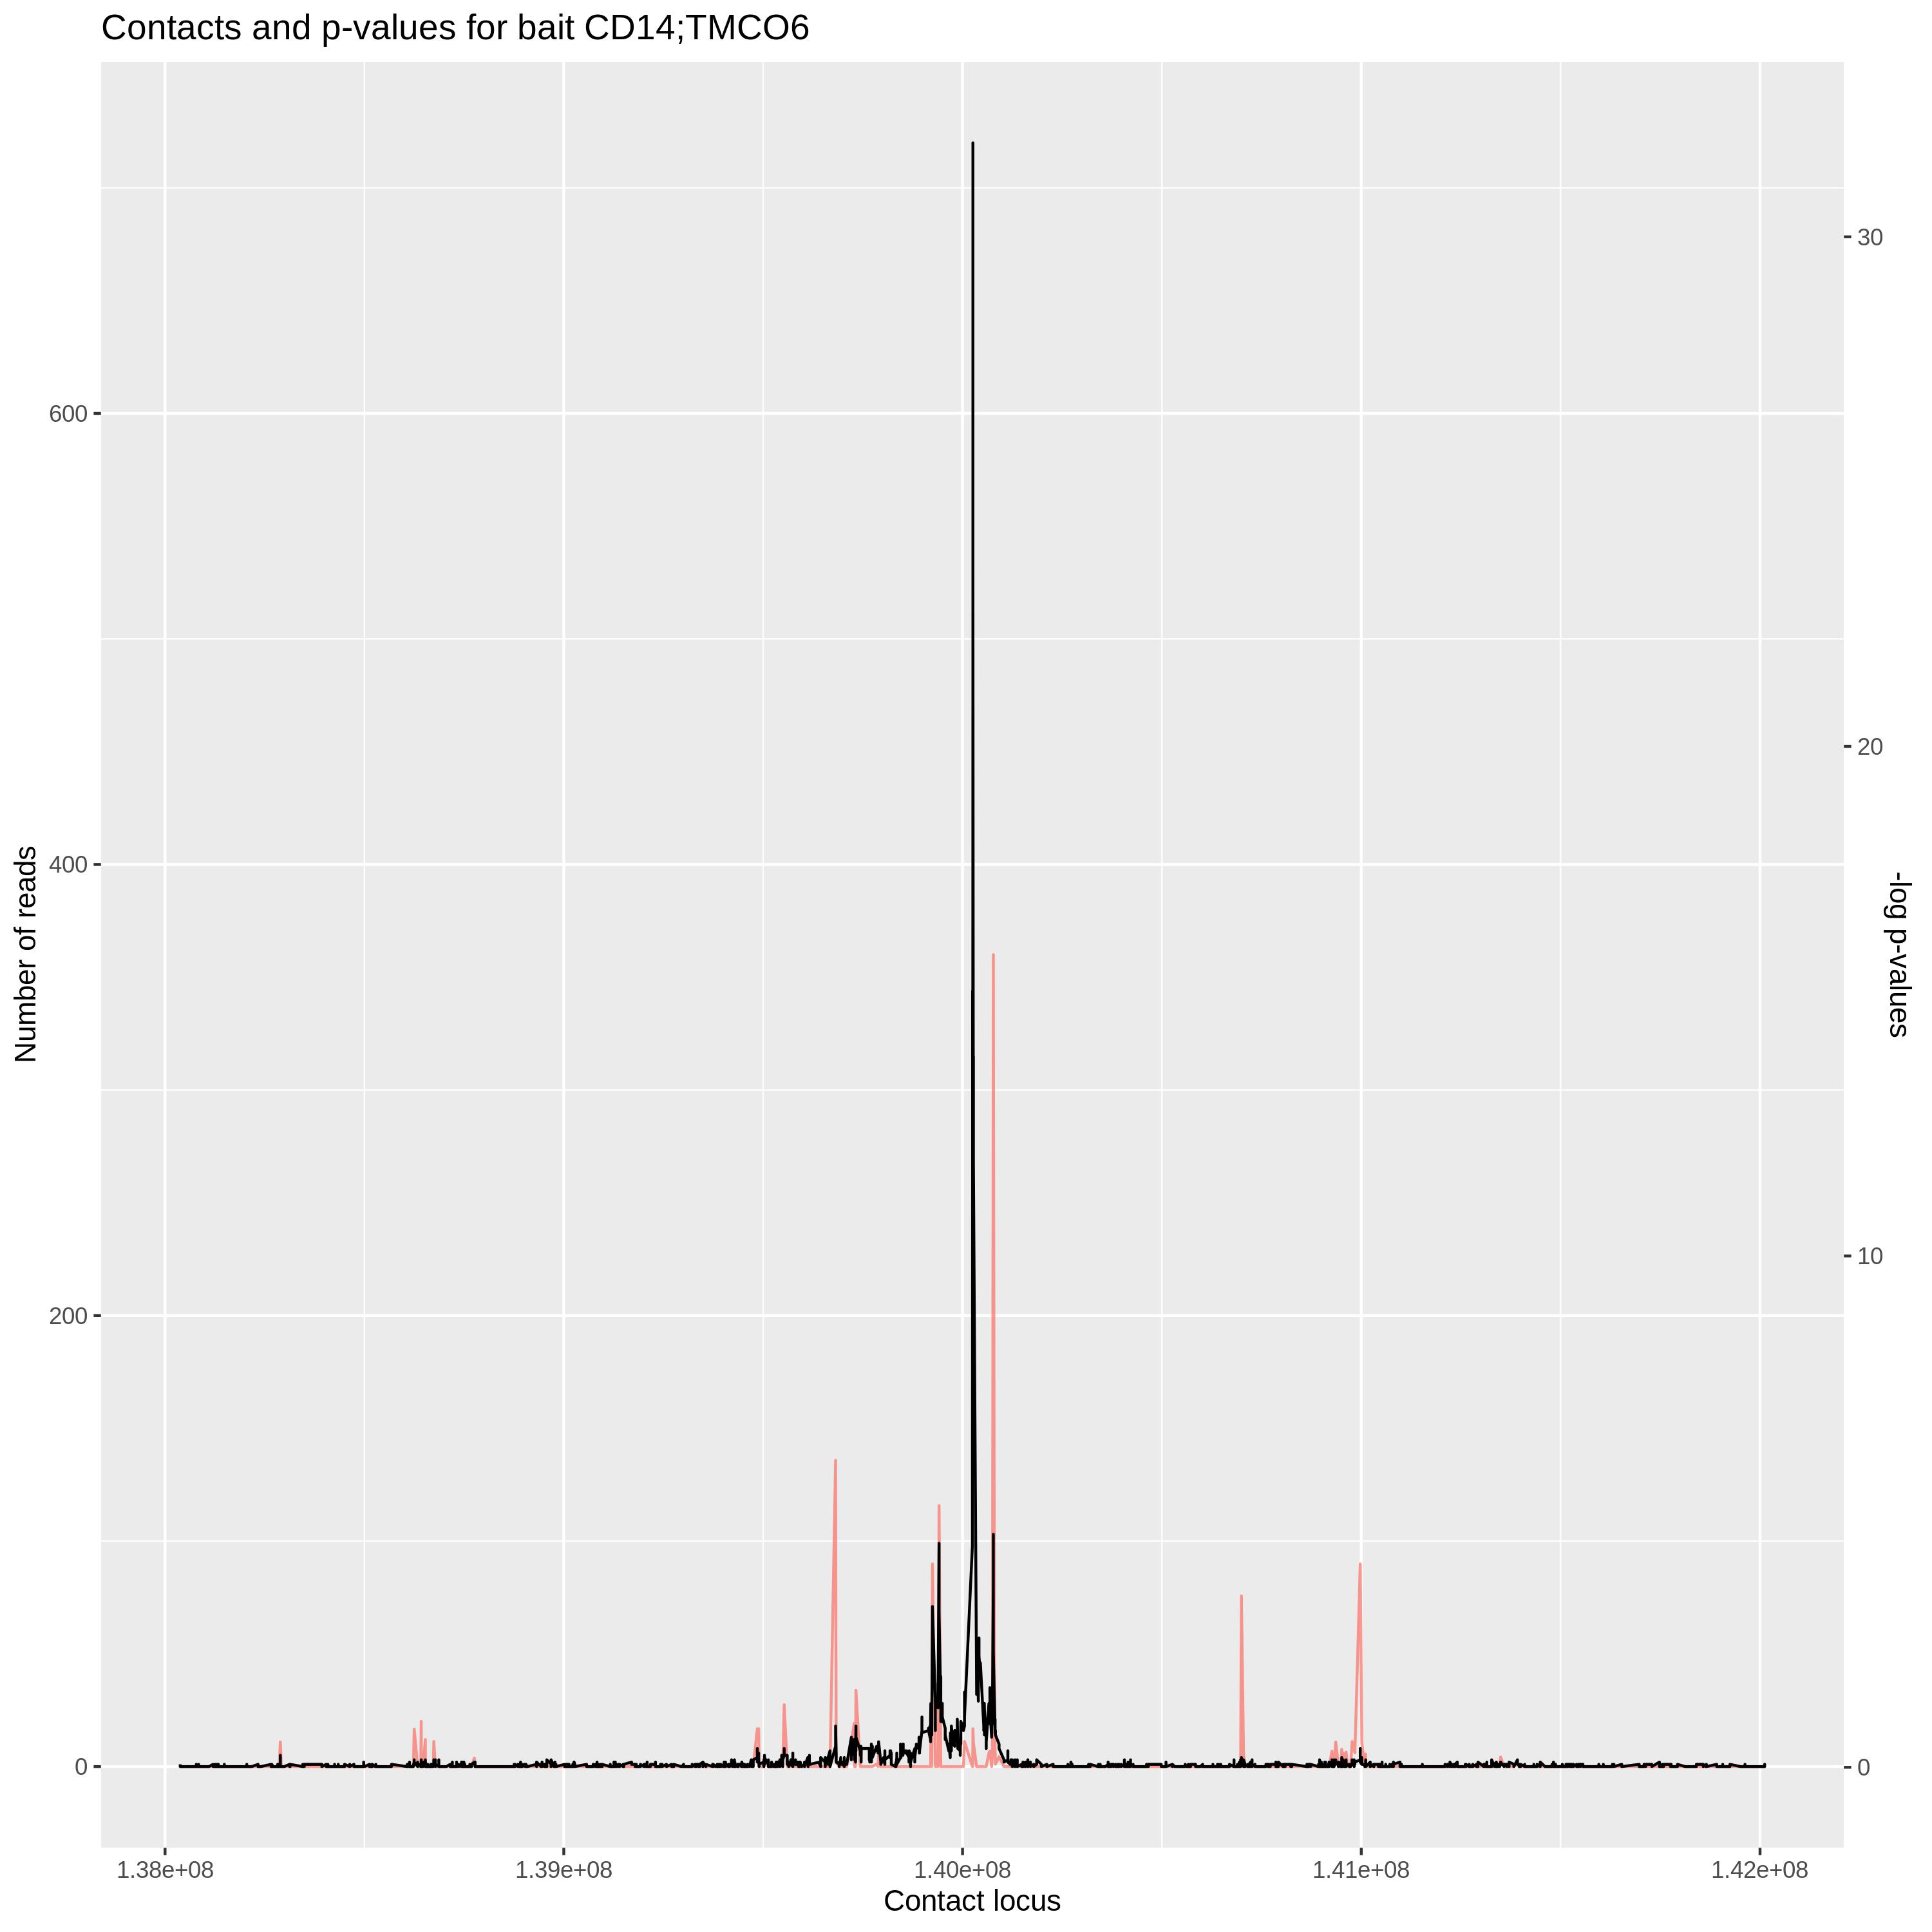 Contacts and p-values for bait CD14;TMCO6
Number of reads
600
400
200
0
30
20
10
0
-log p-values
1.38e+08
1.39e+08
1.40e+08
1.41e+08
1.42e+08
Contact locus